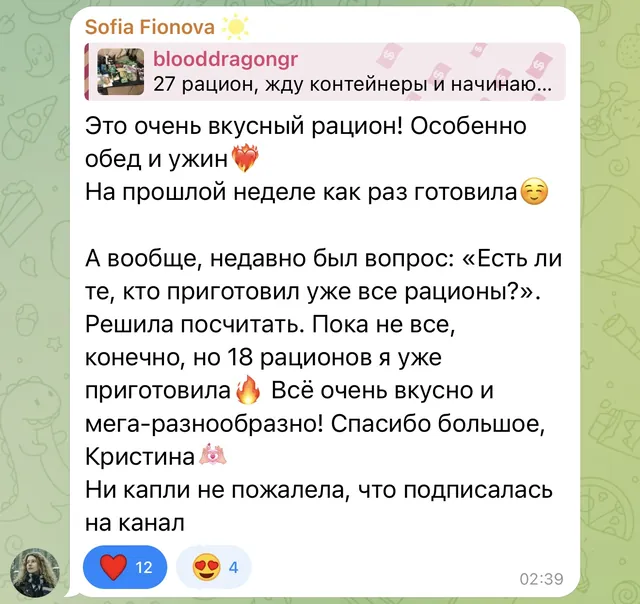 Sofia Fionova ☀️
blooddragongr
27 рацион, жду контейнеры и начинаю...
Это очень вкусный рацион! Особенно
обед и ужин❤️‍🔥
На прошлой неделе как раз готовила☺️
А вообще, недавно был вопрос: «Есть ли
те, кто приготовил уже все рационы?».
Решила посчитать. Пока не все,
конечно, но 18 рационов я уже
приготовила🔥 Всё очень вкусно и
мега-разнообразно! Спасибо большое,
Кристина🫶
Ни капли не пожалела, что подписалась
на канал
❤️ 12 😍 4
02:39